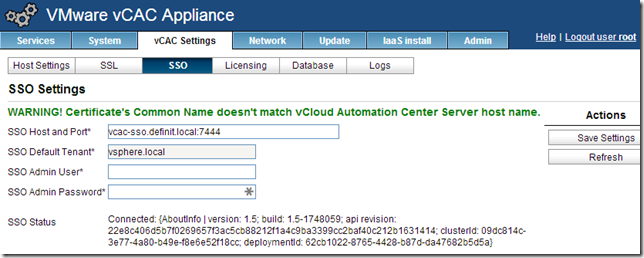 VMware vCAC Appliance
Services System vCAC Settings Network Update IaaS install Admin Help | Logout user root
Host Settings SSL SSO Licensing Database Logs
SSO Settings
WARNING! Certificate's Common Name doesn't match vCloud Automation Center Server host name.
Actions
SSO Host and Port* vcac-sso.definit.local:7444
Save Settings
SSO Default Tenant* vsphere.local
Refresh
SSO Admin User*
SSO Admin Password*
SSO Status Connected: {AboutInfo | version: 1.5; build: 1.5-1748059; api revision:
22e8c406d5b7f0269657f3ac5cb88212f1a4c9ba3399cc2baf40c212b1631414; clusterId: 09dc814c-
3e77-4a80-b49e-f8e6e52f18cc; deploymentId: 62cb1022-8765-4428-b87d-da47682b5d5a}